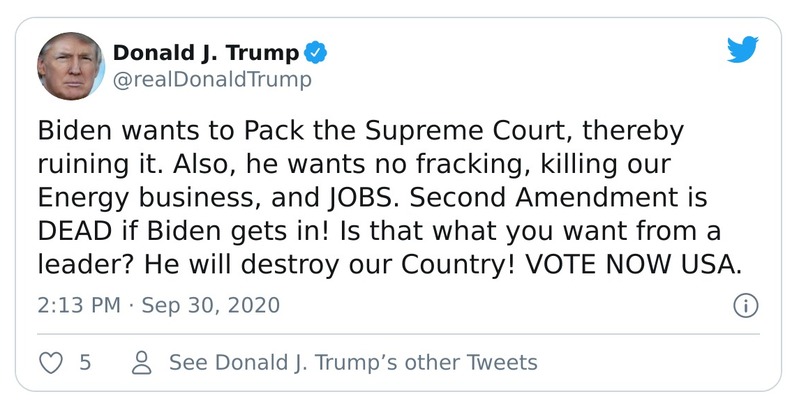 Donald J. Trump
@realDonaldTrump
Biden wants to Pack the Supreme Court, thereby
ruining it. Also, he wants no fracking, killing our
Energy business, and JOBS. Second Amendment is
DEAD if Biden gets in! Is that what you want from a
leader? He will destroy our Country! VOTE NOW USA.
2:13 PM · Sep 30, 2020
5
See Donald J. Trump’s other Tweets